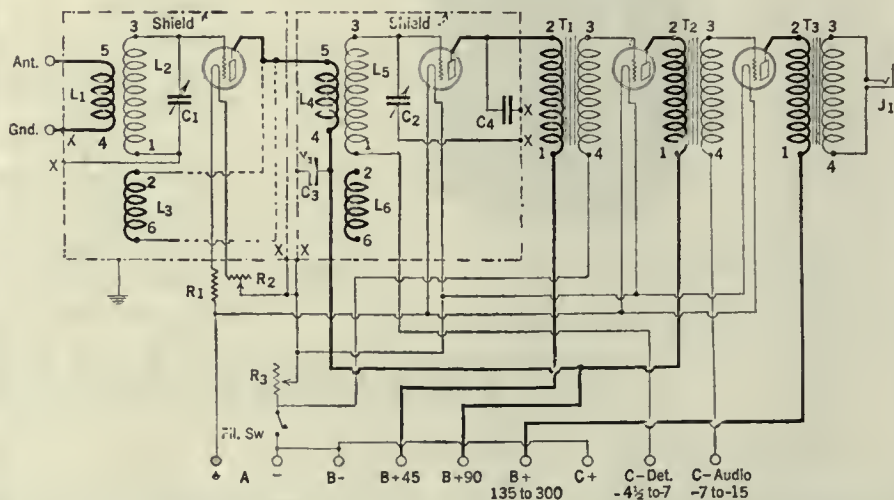 Shield Shield
Ant.
Gnd.
5 3 L2 L1 C1 4 1 X X 2 L3 6
5 3 L5 L4 C2 4 1 C3 2 L6 6 C4 X X X X
2 T1 3 1 4
2 T2 3 1 4
2 T3 3 1 4 J1
R1 R2
R3
Fil. Sw
A - B- B+45 B+90 B+ C+ C-Det. C-Audio
135 to 300 -4½ to-7 -7 to-15